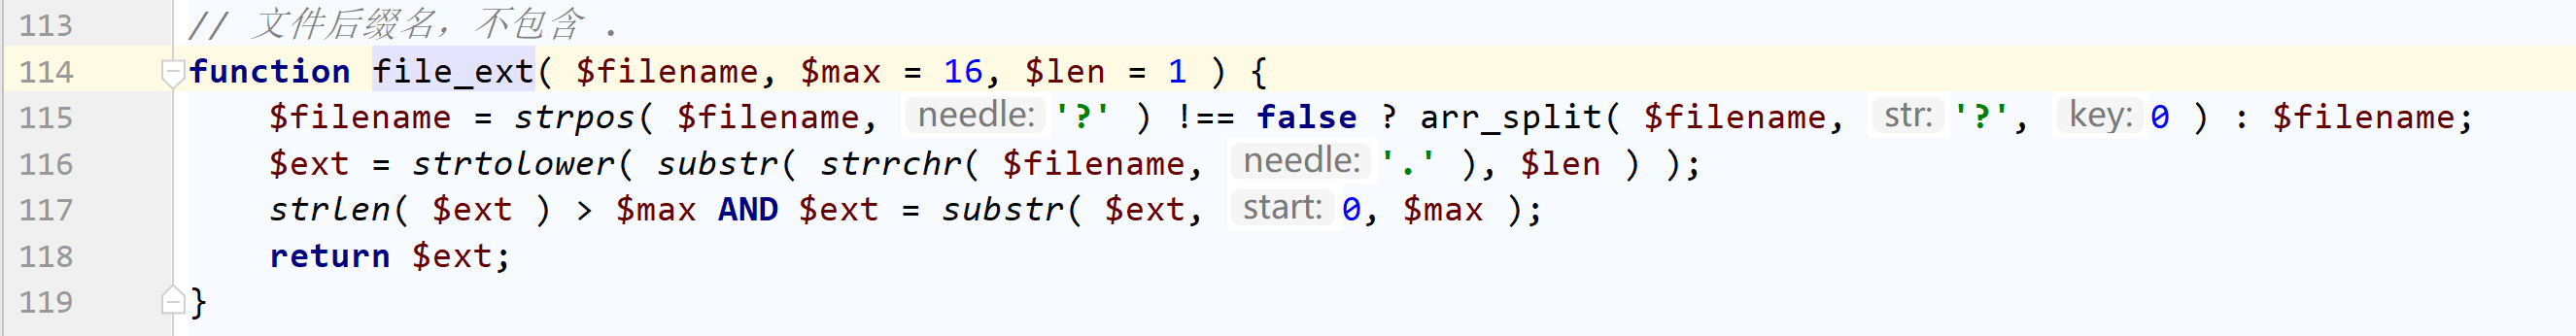 113 // 文件后缀名，不包含 .
114 function file_ext( $filename, $max = 16, $len = 1 ) {
115 $filename = strpos( $filename, needle: '?' ) !== false ? arr_split( $filename, str: '?', key: 0 ) : $filename;
116 $ext = strtolower( substr( strrchr( $filename, needle: '.' ), $len ) );
117 strlen( $ext ) > $max AND $ext = substr( $ext, start: 0, $max );
118 return $ext;
119 }